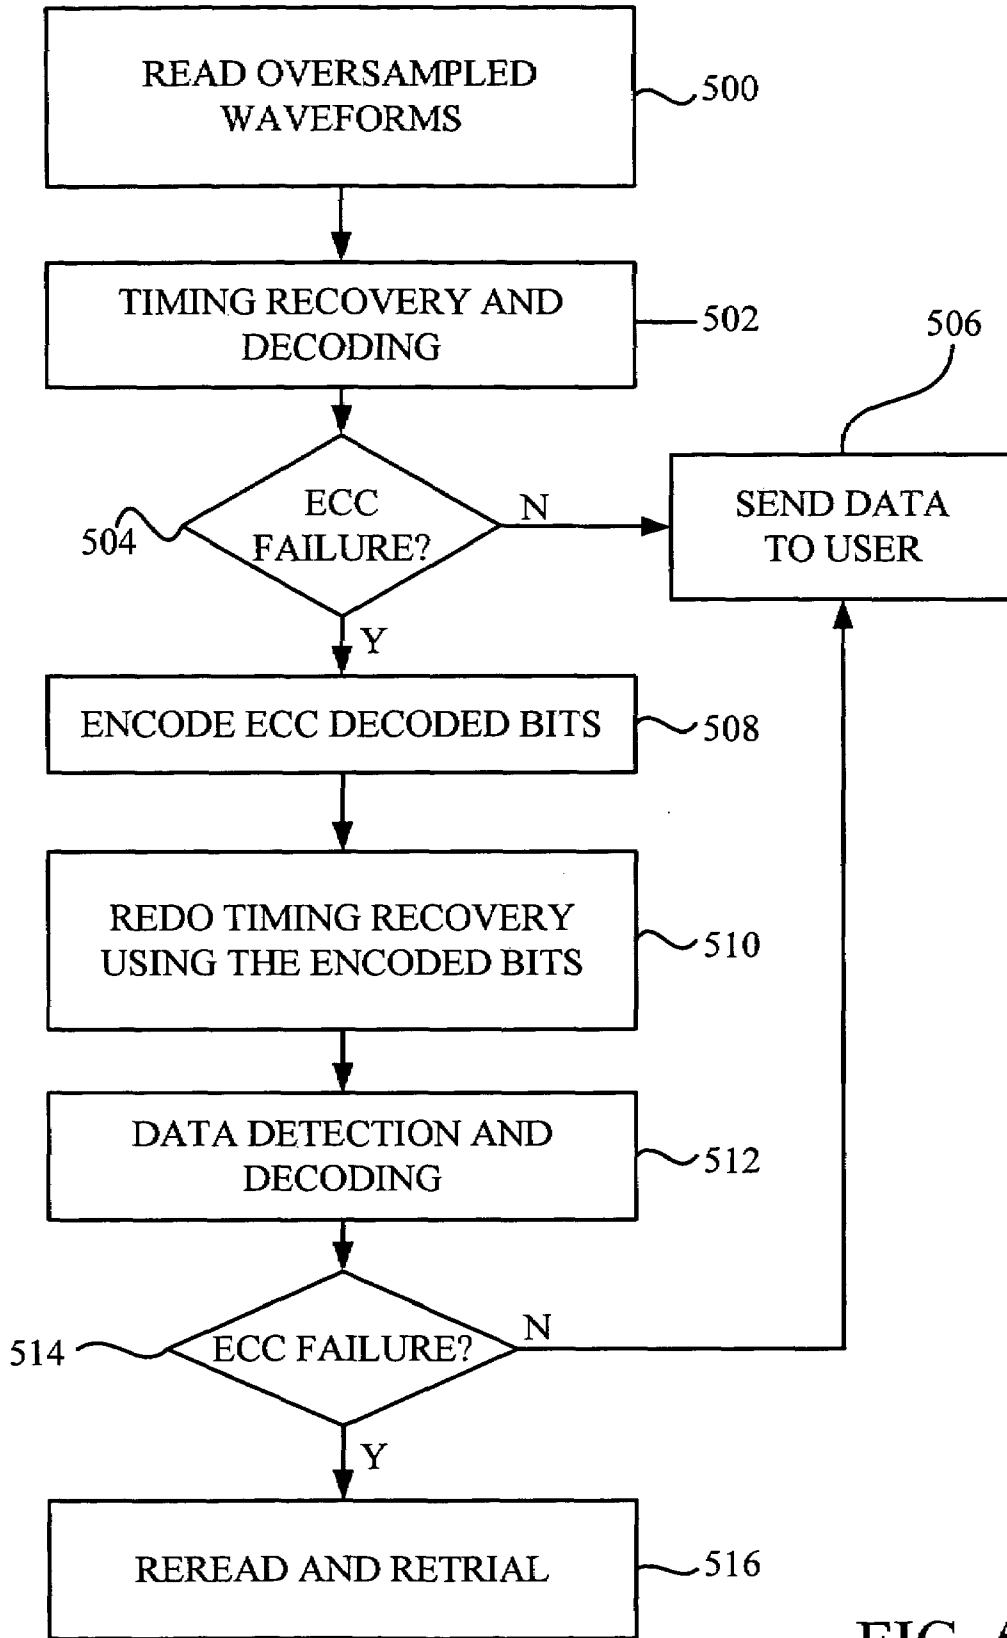 READ OVERSAMPLED
WAVEFORMS
500
TIMING RECOVERY AND
DECODING
502
506
ECC
FAILURE?
504
N
SEND DATA
TO USER
Y
ENCODE ECC DECODED BITS
508
REDO TIMING RECOVERY
USING THE ENCODED BITS
510
DATA DETECTION AND
DECODING
512
ECC FAILURE?
514
N
Y
REREAD AND RETRIAL
516
FIG